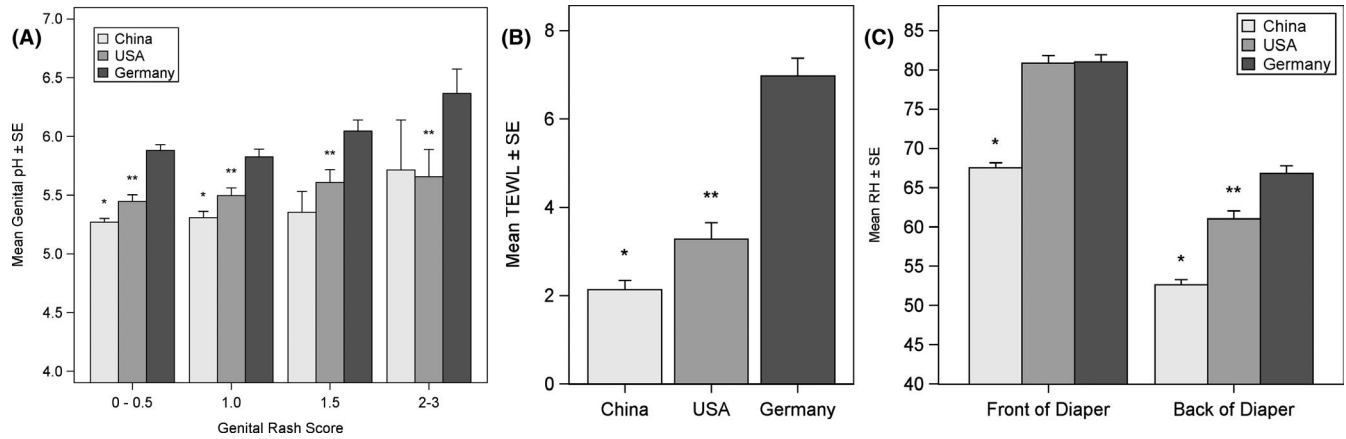 (A)
China
USA
Germany
Mean Genital pH ± SE
7.0
6.5
6.0
5.5
5.0
4.5
4.0
* ** * ** ** **
0 - 0.5 1.0 1.5 2-3
Genital Rash Score
(B)
Mean TEWL ± SE
8
6
4
2
0
* **
China USA Germany
(C)
China
USA
Germany
Mean RH ± SE
85
80
75
70
65
60
55
50
45
40
* * **
Front of Diaper Back of Diaper